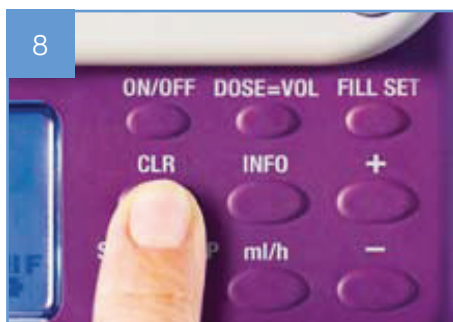 8
ON/OFF DOSE=VOL FILL SET
CLR INFO +
ml/h −